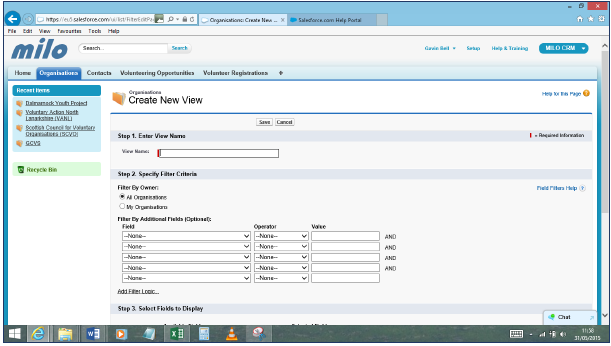 https://eu5.salesforce.com/ui/list/FilterEditPa
Organisations: Create New ...
Salesforce.com Help Portal
File Edit View Favourites Tools Help
milo
Search...
Search
Gavin Bell
Setup
Help & Training
MILO CRM
Home
Organisations
Contacts
Volunteering Opportunities
Volunteer Registrations
+
Recent Items
Dalmarnock Youth Project
Voluntary Action North
Lanarkshire (VANL)
Scottish Council for Voluntary
Organisations (SCVO)
GCVS
Recycle Bin
Organisations
Create New View
Help for this Page
Save
Cancel
Step 1. Enter View Name
= Required Information
View Name:
Step 2. Specify Filter Criteria
Filter By Owner:
Field Filters Help
All Organisations
My Organisations
Filter By Additional Fields (Optional):
Field Operator Value
--None-- --None-- AND
--None-- --None-- AND
--None-- --None-- AND
--None-- --None-- AND
--None-- --None--
Add Filter Logic...
Step 3. Select Fields to Display
Chat
11:58
31/05/2015